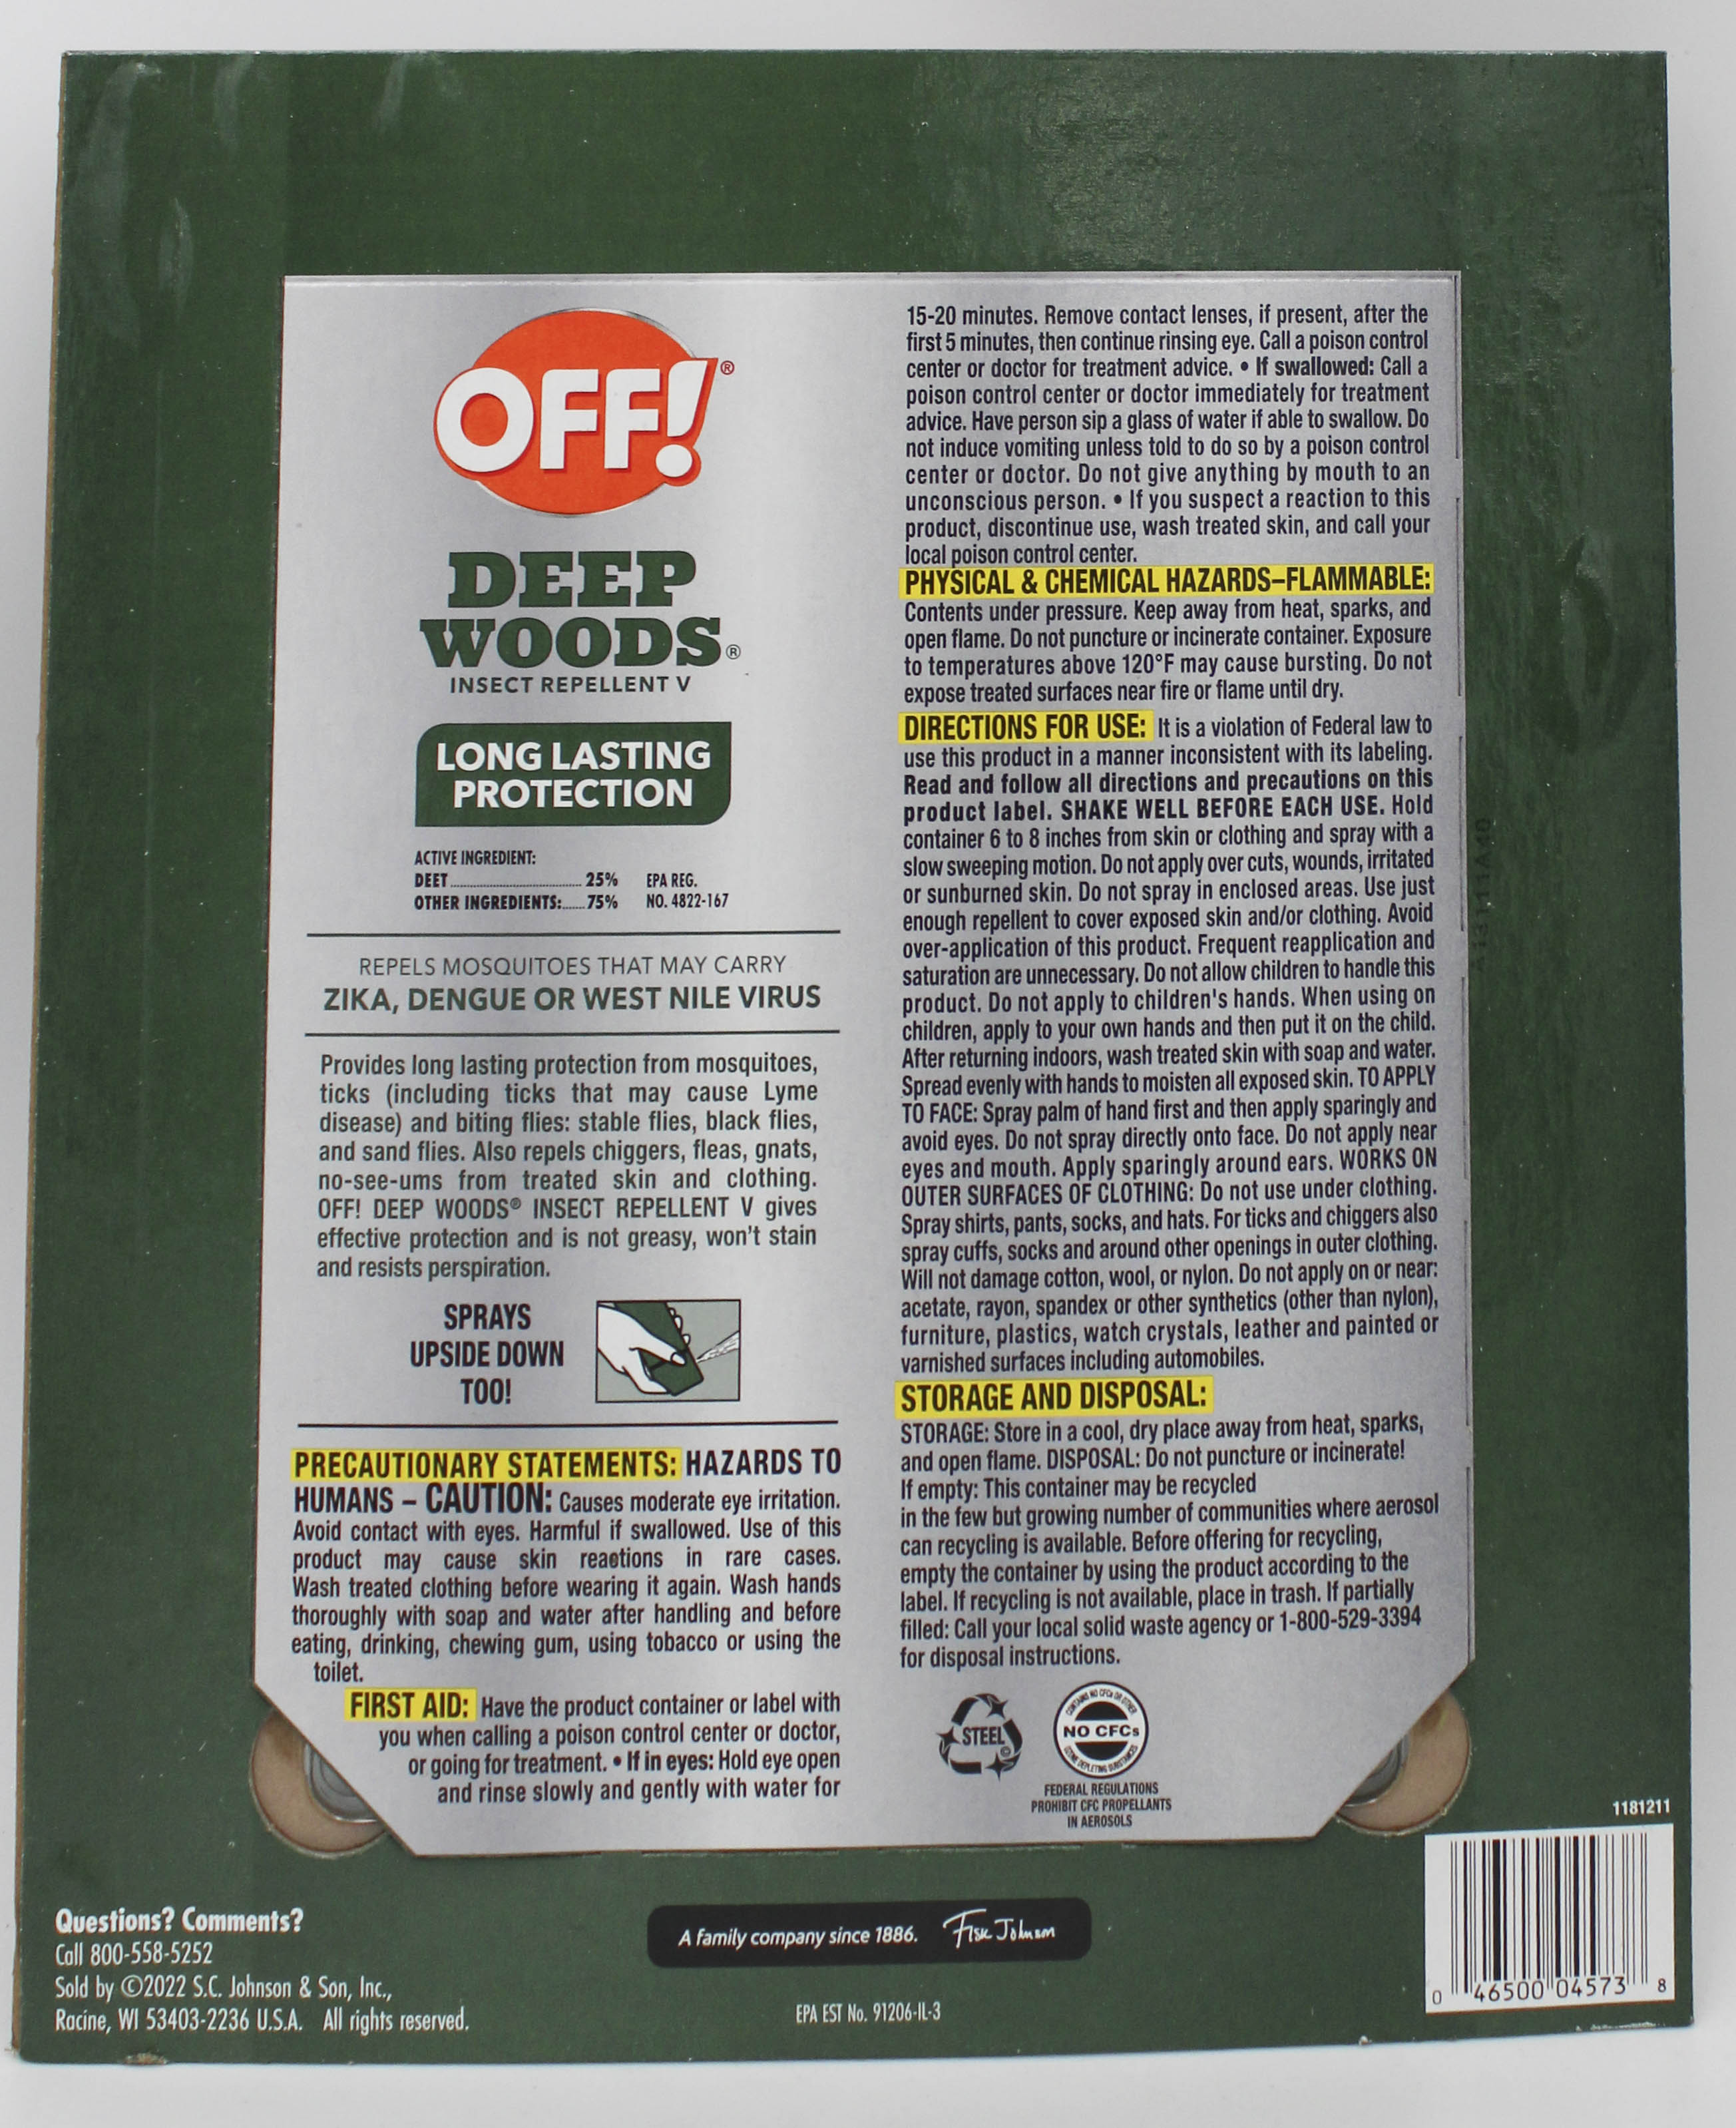 OFF!®
DEEP
WOODS®
INSECT REPELLENT V
LONG LASTING
PROTECTION
ACTIVE INGREDIENT:
DEET.......................... 25% EPA REG.
OTHER INGREDIENTS:...... 75% NO. 4822-167
REPELS MOSQUITOES THAT MAY CARRY
ZIKA, DENGUE OR WEST NILE VIRUS
Provides long lasting protection from mosquitoes,
ticks (including ticks that may cause Lyme
disease) and biting flies: stable flies, black flies,
and sand flies. Also repels chiggers, fleas, gnats,
no-see-ums from treated skin and clothing.
OFF! DEEP WOODS® INSECT REPELLENT V gives
effective protection and is not greasy, won't stain
and resists perspiration.
SPRAYS
UPSIDE DOWN
TOO!
PRECAUTIONARY STATEMENTS: HAZARDS TO
HUMANS – CAUTION: Causes moderate eye irritation.
Avoid contact with eyes. Harmful if swallowed. Use of this
product may cause skin reactions in rare cases.
Wash treated clothing before wearing it again. Wash hands
thoroughly with soap and water after handling and before
eating, drinking, chewing gum, using tobacco or using the
toilet.
FIRST AID: Have the product container or label with
you when calling a poison control center or doctor,
or going for treatment. • If in eyes: Hold eye open
and rinse slowly and gently with water for
15-20 minutes. Remove contact lenses, if present, after the
first 5 minutes, then continue rinsing eye. Call a poison control
center or doctor for treatment advice. • If swallowed: Call a
poison control center or doctor immediately for treatment
advice. Have person sip a glass of water if able to swallow. Do
not induce vomiting unless told to do so by a poison control
center or doctor. Do not give anything by mouth to an
unconscious person. • If you suspect a reaction to this
product, discontinue use, wash treated skin, and call your
local poison control center.
PHYSICAL & CHEMICAL HAZARDS–FLAMMABLE:
Contents under pressure. Keep away from heat, sparks, and
open flame. Do not puncture or incinerate container. Exposure
to temperatures above 120°F may cause bursting. Do not
expose treated surfaces near fire or flame until dry.
DIRECTIONS FOR USE: It is a violation of Federal law to
use this product in a manner inconsistent with its labeling.
Read and follow all directions and precautions on this
product label. SHAKE WELL BEFORE EACH USE. Hold
container 6 to 8 inches from skin or clothing and spray with a
slow sweeping motion. Do not apply over cuts, wounds, irritated
or sunburned skin. Do not spray in enclosed areas. Use just
enough repellent to cover exposed skin and/or clothing. Avoid
over-application of this product. Frequent reapplication and
saturation are unnecessary. Do not allow children to handle this
product. Do not apply to children's hands. When using on
children, apply to your own hands and then put it on the child.
After returning indoors, wash treated skin with soap and water.
Spread evenly with hands to moisten all exposed skin. TO APPLY
TO FACE: Spray palm of hand first and then apply sparingly and
avoid eyes. Do not spray directly onto face. Do not apply near
eyes and mouth. Apply sparingly around ears. WORKS ON
OUTER SURFACES OF CLOTHING: Do not use under clothing.
Spray shirts, pants, socks, and hats. For ticks and chiggers also
spray cuffs, socks and around other openings in outer clothing.
Will not damage cotton, wool, or nylon. Do not apply on or near:
acetate, rayon, spandex or other synthetics (other than nylon),
furniture, plastics, watch crystals, leather and painted or
varnished surfaces including automobiles.
STORAGE AND DISPOSAL:
STORAGE: Store in a cool, dry place away from heat, sparks,
and open flame. DISPOSAL: Do not puncture or incinerate!
If empty: This container may be recycled
in the few but growing number of communities where aerosol
can recycling is available. Before offering for recycling,
empty the container by using the product according to the
label. If recycling is not available, place in trash. If partially
filled: Call your local solid waste agency or 1-800-529-3394
for disposal instructions.
STEEL ©
CONTAINS NO CFCs OR OTHER
NO CFCs
OZONE DEPLETING SUBSTANCES
FEDERAL REGULATIONS
PROHIBIT CFC PROPELLANTS
IN AEROSOLS
1181211
0 46500 04573 8
Questions? Comments?
Call 800-558-5252
Sold by ©2022 S.C. Johnson & Son, Inc.,
Racine, WI 53403-2236 U.S.A. All rights reserved.
A family company since 1886. Fisk Johnson
EPA EST No. 91206-IL-3